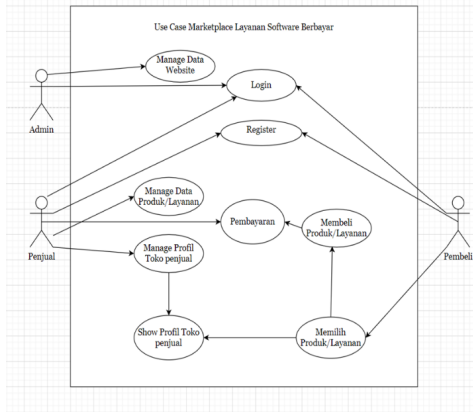 Use Case Marketplace Layanan Software Berbayar
Manage Data
Website
Login
Admin
Register
Manage Data
Produk/Layanan
Pembayaran
Membeli
Produk/Layanan
Penjual
Manage Profil
Toko penjual
Pembeli
Show Profil Toko
penjual
Memilih
Produk/Layanan